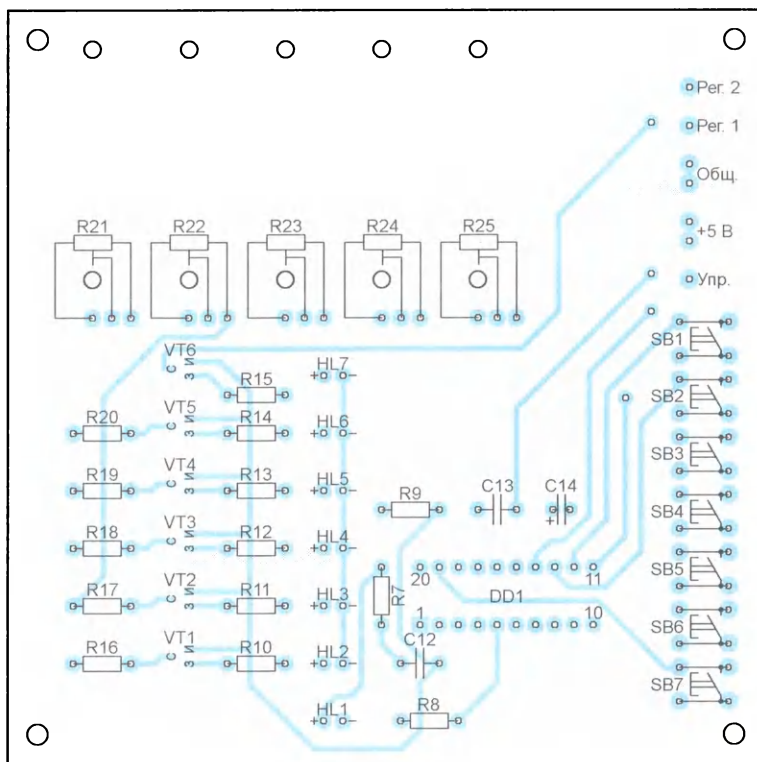 Рег. 2
Рег. 1
Общ.
+5 В
Упр.
R21 R22 R23 R24 R25
SB1
VT6
С И З
HL7
+ -
R15
SB2
R20
VT5
С И З
R14
HL6
+ -
SB3
R19
VT4
С И З
R13
HL5
+ -
R9
C13
C14
+
SB4
R18
VT3
С И З
R12
HL4
+ -
20
11
SB5
R17
VT2
С И З
R11
HL3
+ -
R7
DD1
1
10
SB6
R16
VT1
С И З
R10
HL2
+ -
C12
SB7
HL1
+ -
R8